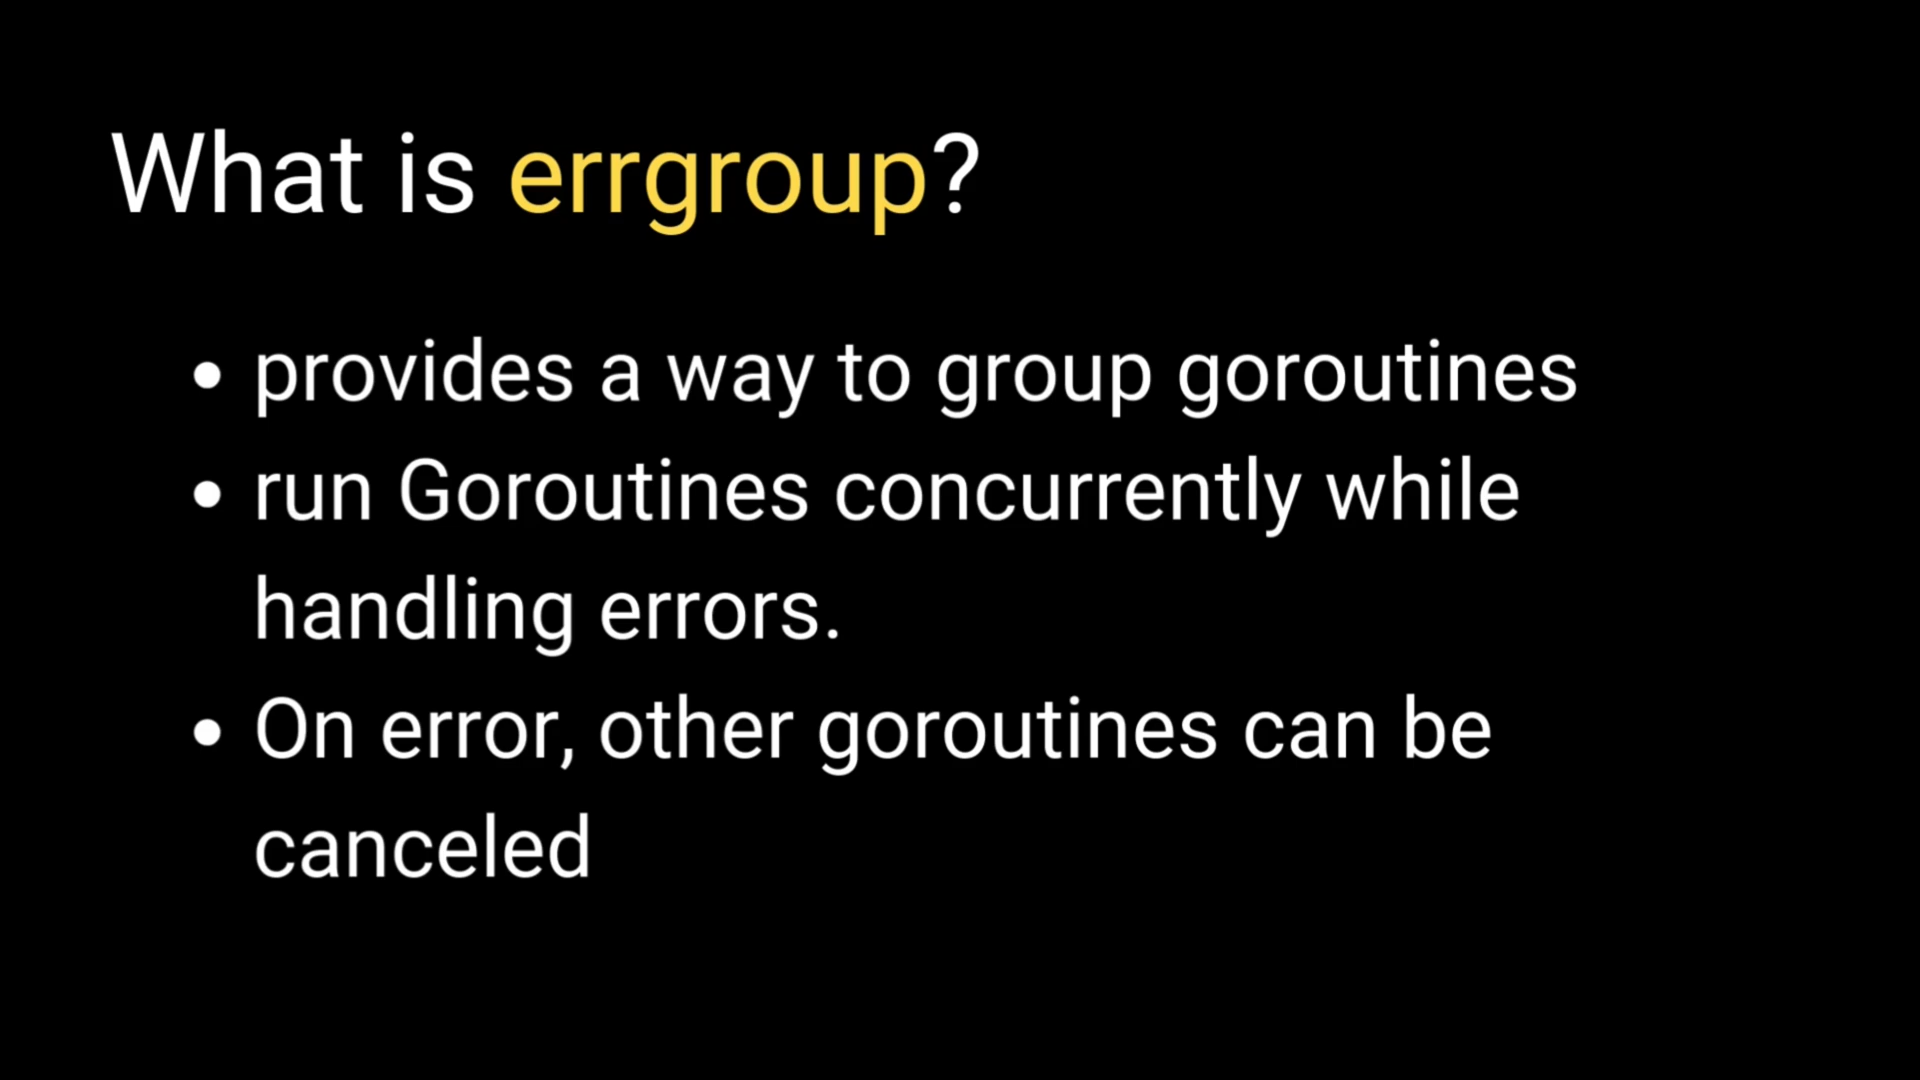 What is errgroup?
• provides a way to group goroutines
• run Goroutines concurrently while
handling errors.
• On error, other goroutines can be
canceled